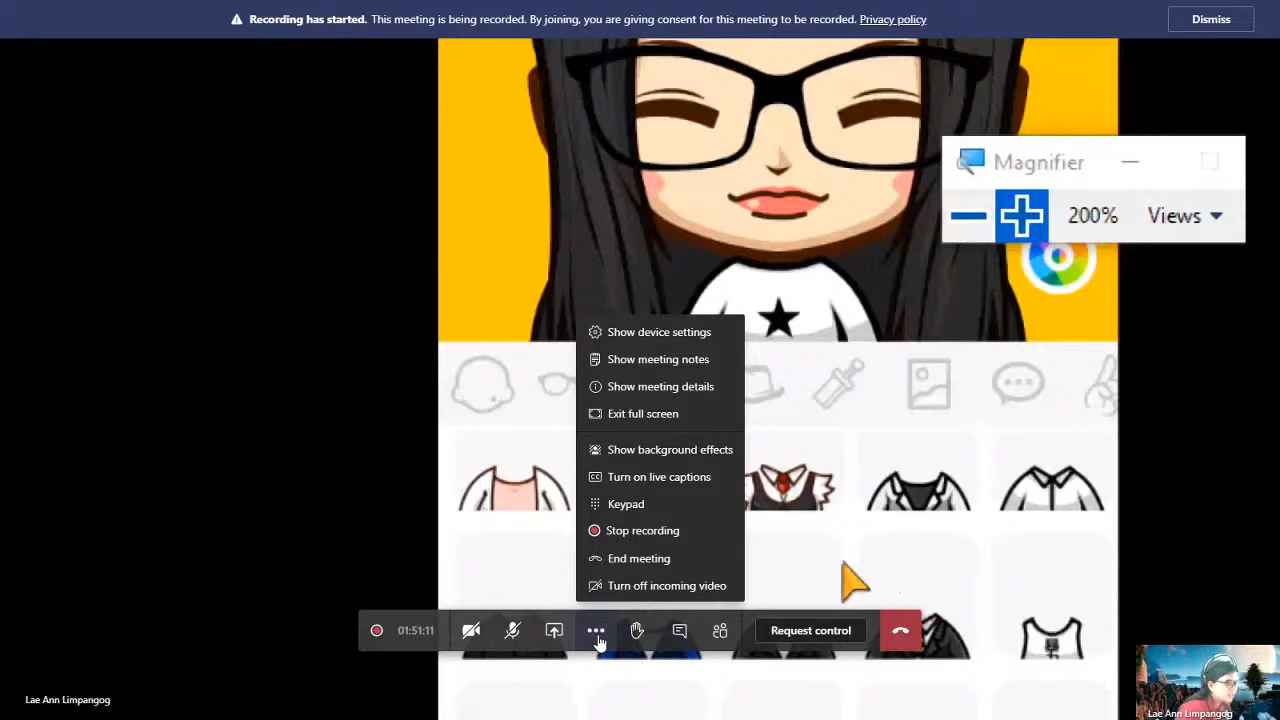 Recording has started. This meeting is being recorded. By joining, you are giving consent for this meeting to be recorded. Privacy policy
Dismiss
Magnifier
200% Views
Show device settings
Show meeting notes
Show meeting details
Exit full screen
Show background effects
CC Turn on live captions
Keypad
Stop recording
End meeting
Turn off incoming video
01:51:11
Request control
Lae Ann Limpangog
Lae Ann Limpangog